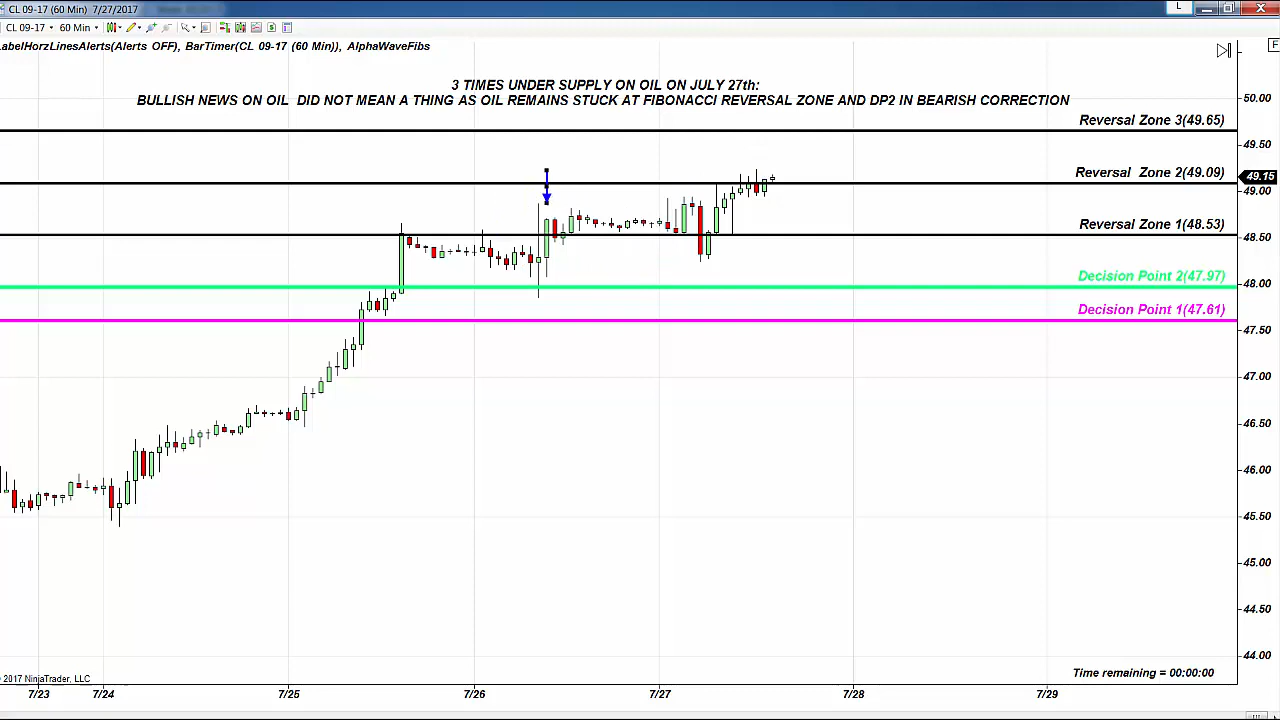 CL 09-17 (60 Min) 7/27/2017
L
CL 09-17
60 Min
LabelHorzLinesAlerts(Alerts OFF), BarTimer(CL 09-17 (60 Min)), AlphaWaveFibs
F
3 TIMES UNDER SUPPLY ON OIL ON JULY 27th:
BULLISH NEWS ON OIL DID NOT MEAN A THING AS OIL REMAINS STUCK AT FIBONACCI REVERSAL ZONE AND DP2 IN BEARISH CORRECTION
50.00
Reversal Zone 3(49.65)
49.50
Reversal Zone 2(49.09)
49.15
49.00
Reversal Zone 1(48.53)
48.50
Decision Point 2(47.97)
48.00
Decision Point 1(47.61)
47.50
47.00
46.50
46.00
45.50
45.00
44.50
44.00
Time remaining = 00:00:00
© 2017 NinjaTrader, LLC
7/23 7/24 7/25 7/26 7/27 7/28 7/29